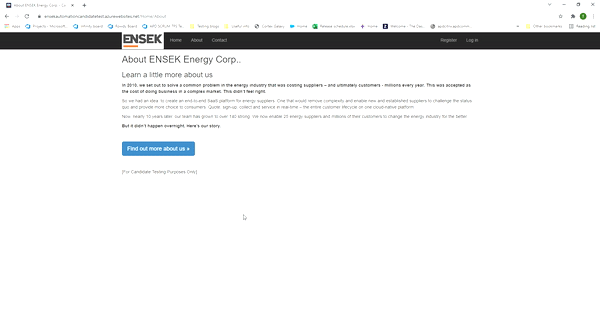 About ENSEK Energy Corp. - Ca
ensekautomationcandidatetest.azurewebsites.net/Home/About
Apps
Projects - Microsoft...
Infinity board
Testing blogs
Useful info
Home
Release schedule
Home
Other bookmarks
Reading list
ENSEK
Home
About
Contact
Register
Log in
About ENSEK Energy Corp..
Learn a little more about us
In 2010, we set out to solve a common problem in the energy industry that was costing suppliers – and ultimately customers - millions every year. This was accepted as
the cost of doing business in a complex market. This didn't feel right.
So we had an idea: to create an end-to-end SaaS platform for energy suppliers. One that would remove complexity and enable new and established suppliers to challenge the status
quo and provide more choice to consumers. Quote, sign-up, collect and service in real-time – the entire customer lifecycle on one cloud-native platform.
Now, nearly 10 years later, our team has grown to over 140 strong. We now enable 23 energy suppliers and millions of their customers to change the energy industry for the better.
But it didn't happen overnight. Here's our story.
Find out more about us »
[For Candidate Testing Purposes Only]